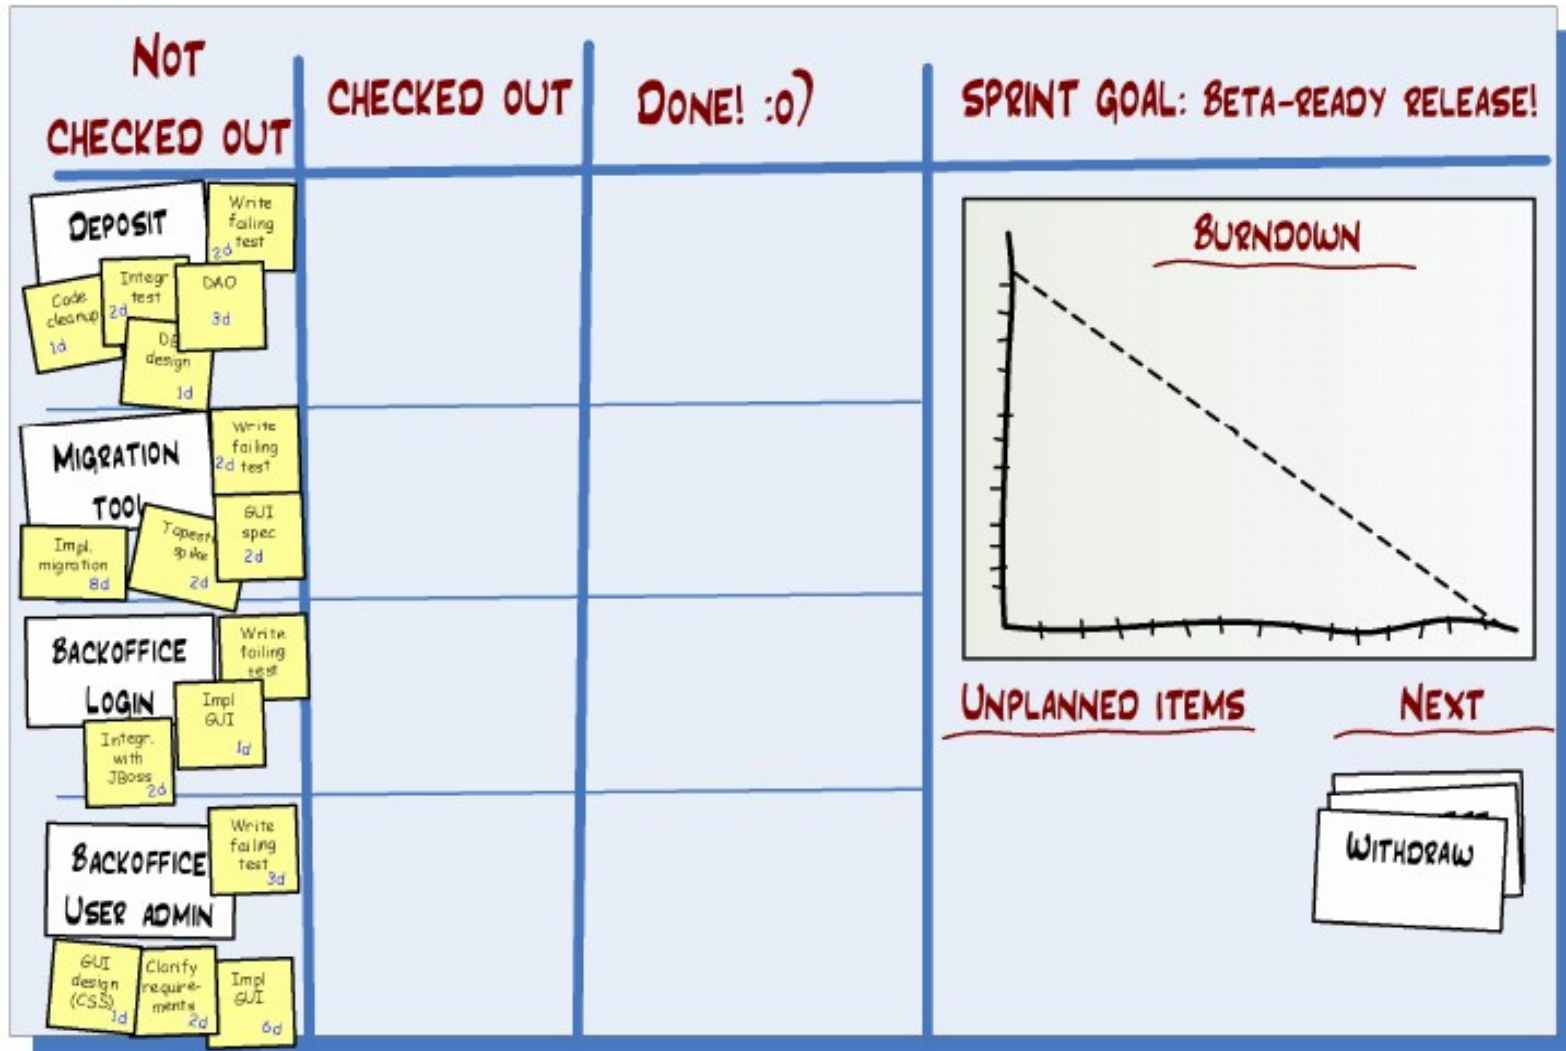 NOT
CHECKED OUT
CHECKED OUT
DONE! :o)
SPRINT GOAL: BETA-READY RELEASE!
DEPOSIT
Write
failing
test
2d
Code
cleanup
1d
Integr
test
2d
DAO
3d
design
1d
MIGRATION
TOOL
Write
failing
test
2d
Impl.
migration
8d
spike
2d
GUI
spec
2d
BACKOFFICE
LOGIN
Write
failing
test
Impl
GUI
1d
Integr.
with
JBoss
2d
BACKOFFICE
USER ADMIN
Write
failing
test
3d
GUI
design
(CSS)
1d
Clarify
require-
ments
2d
Impl
GUI
6d
BURNDOWN
UNPLANNED ITEMS
NEXT
WITHDRAW